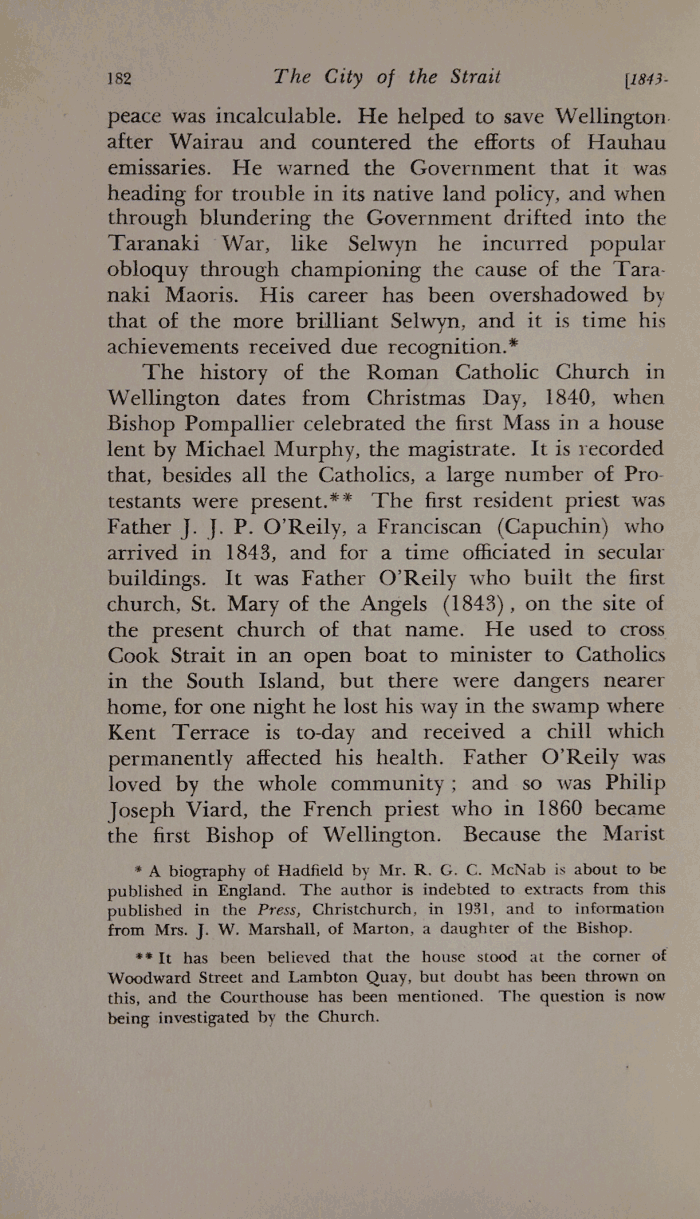 182 The City of the Strait [1843-
peace was incalculable. He helped to save Wellington
after Wairau and countered the efforts of Hauhau
emissaries. He warned the Government that it was
heading for trouble in its native land policy, and when
through blundering the Government drifted into the
Taranaki War, like Selwyn he incurred popular
obloquy through championing the cause of the Tara-
naki Maoris. His career has been overshadowed by
that of the more brilliant Selwyn, and it is time his
achievements received due recognition.*
The history of the Roman Catholic Church in
Wellington dates from Christmas Day, 1840, when
Bishop Pompallier celebrated the first Mass in a house
lent by Michael Murphy, the magistrate. It is recorded
that, besides all the Catholics, a large number of Pro-
testants were present.** The first resident priest was
Father J. J. P. O'Reily, a Franciscan (Capuchin) who
arrived in 1843, and for a time officiated in secular
buildings. It was Father O'Reily who built the first
church, St. Mary of the Angels (1843), on the site of
the present church of that name. He used to cross
Cook Strait in an open boat to minister to Catholics
in the South Island, but there were dangers nearer
home, for one night he lost his way in the swamp where
Kent Terrace is to-day and received a chill which
permanently affected his health. Father O'Reily was
loved by the whole community; and so was Philip
Joseph Viard, the French priest who in 1860 became
the first Bishop of Wellington. Because the Marist
* A biography of Hadfield by Mr. R. G. C. McNab is about to be
published in England. The author is indebted to extracts from this
published in the Press, Christchurch, in 1931, and to information
from Mrs. J. W. Marshall, of Marton, a daughter of the Bishop.
** It has been believed that the house stood at the corner of
Woodward Street and Lambton Quay, but doubt has been thrown on
this, and the Courthouse has been mentioned. The question is now
being investigated by the Church.